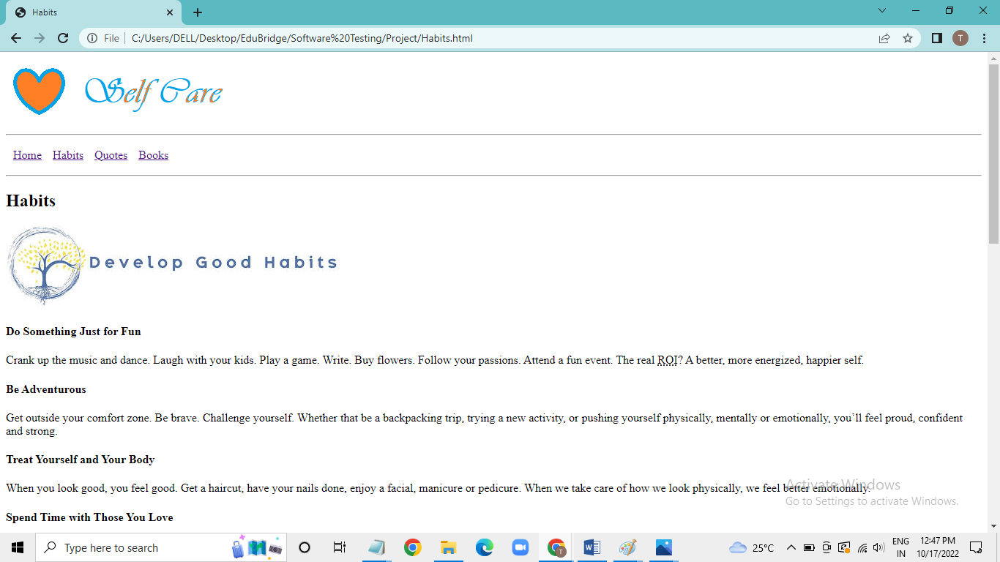 Habits
File
C:/Users/DELL/Desktop/EduBridge/Software%20Testing/Project/Habits.html
T
Self Care
Home Habits Quotes Books
Habits
Develop Good Habits
Do Something Just for Fun
Crank up the music and dance. Laugh with your kids. Play a game. Write. Buy flowers. Follow your passions. Attend a fun event. The real ROI? A better, more energized, happier self.
Be Adventurous
Get outside your comfort zone. Be brave. Challenge yourself. Whether that be a backpacking trip, trying a new activity, or pushing yourself physically, mentally or emotionally, you’ll feel proud, confident
and strong.
Treat Yourself and Your Body
When you look good, you feel good. Get a haircut, have your nails done, enjoy a facial, manicure or pedicure. When we take care of how we look physically, we feel better emotionally.
Activate Windows
Go to Settings to activate Windows.
Spend Time with Those You Love
Type here to search
T
W
25°C
ENG
IN
12:47 PM
10/17/2022